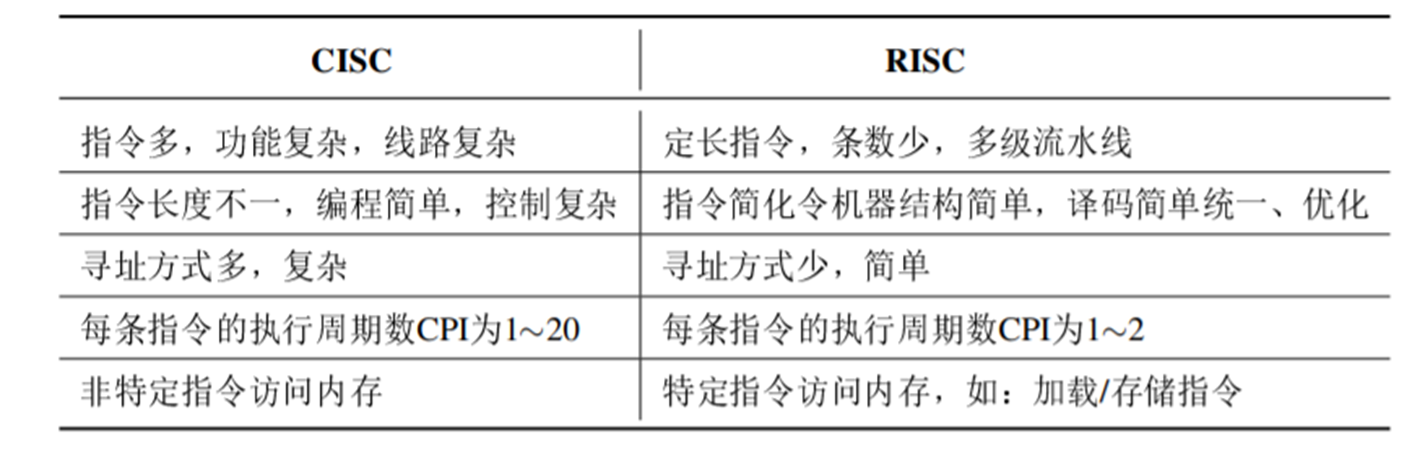 CISC RISC
指令多，功能复杂，线路复杂 定长指令，条数少，多级流水线
指令长度不一，编程简单，控制复杂 指令简化令机器结构简单，译码简单统一、优化
寻址方式多，复杂 寻址方式少，简单
每条指令的执行周期数CPI为1∼20 每条指令的执行周期数CPI为1∼2
非特定指令访问内存 特定指令访问内存，如：加载/存储指令